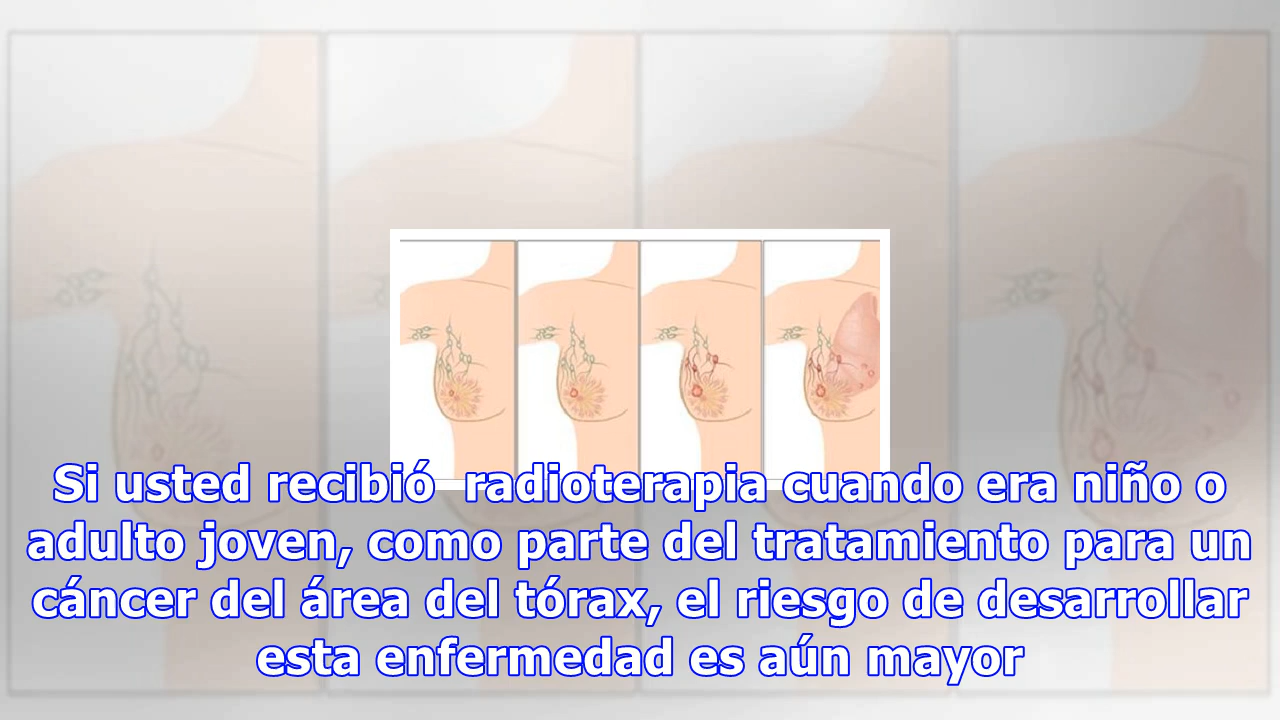 Si usted recibió  radioterapia cuando era niño o
adulto joven, como parte del tratamiento para un
cáncer del área del tórax, el riesgo de desarrollar
esta enfermedad es aún mayor